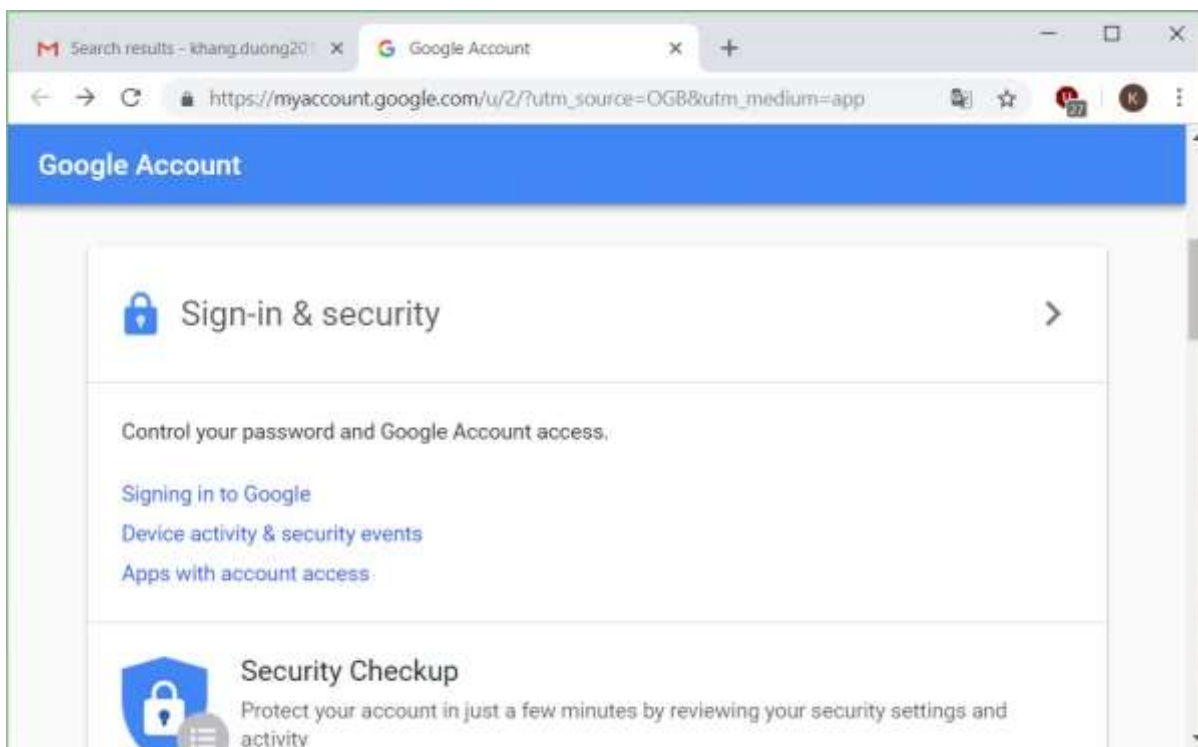 Search results - khang.duong20
Google Account
https://myaccount.google.com/u/2/?utm_source=OGB&utm_medium=app
27
K
Google Account
Sign-in & security
Control your password and Google Account access.
Signing in to Google
Device activity & security events
Apps with account access
Security Checkup
Protect your account in just a few minutes by reviewing your security settings and
activity